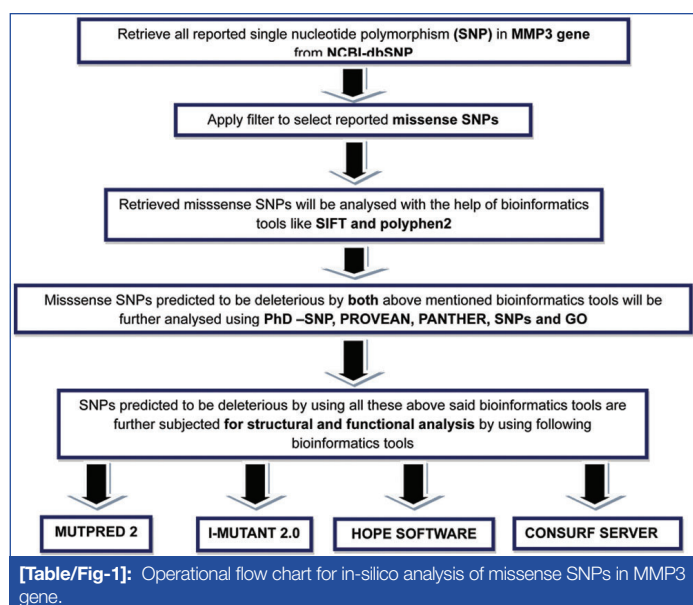 Retrieve all reported single nucleotide polymorphism (SNP) in MMP3 gene
from NCBI-dbSNP
Apply filter to select reported missense SNPs
Retrieved misssense SNPs will be analysed with the help of bioinformatics
tools like SIFT and polyphen2
Misssense SNPs predicted to be deleterious by both above mentioned bioinformatics tools will be
further analysed using PhD –SNP, PROVEAN, PANTHER, SNPs and GO
SNPs predicted to be deleterious by using all these above said bioinformatics tools are
further subjected for structural and functional analysis by using following
bioinformatics tools
MUTPRED 2
I-MUTANT 2.0
HOPE SOFTWARE
CONSURF SERVER
[Table/Fig-1]: Operational flow chart for in-silico analysis of missense SNPs in MMP3
gene.